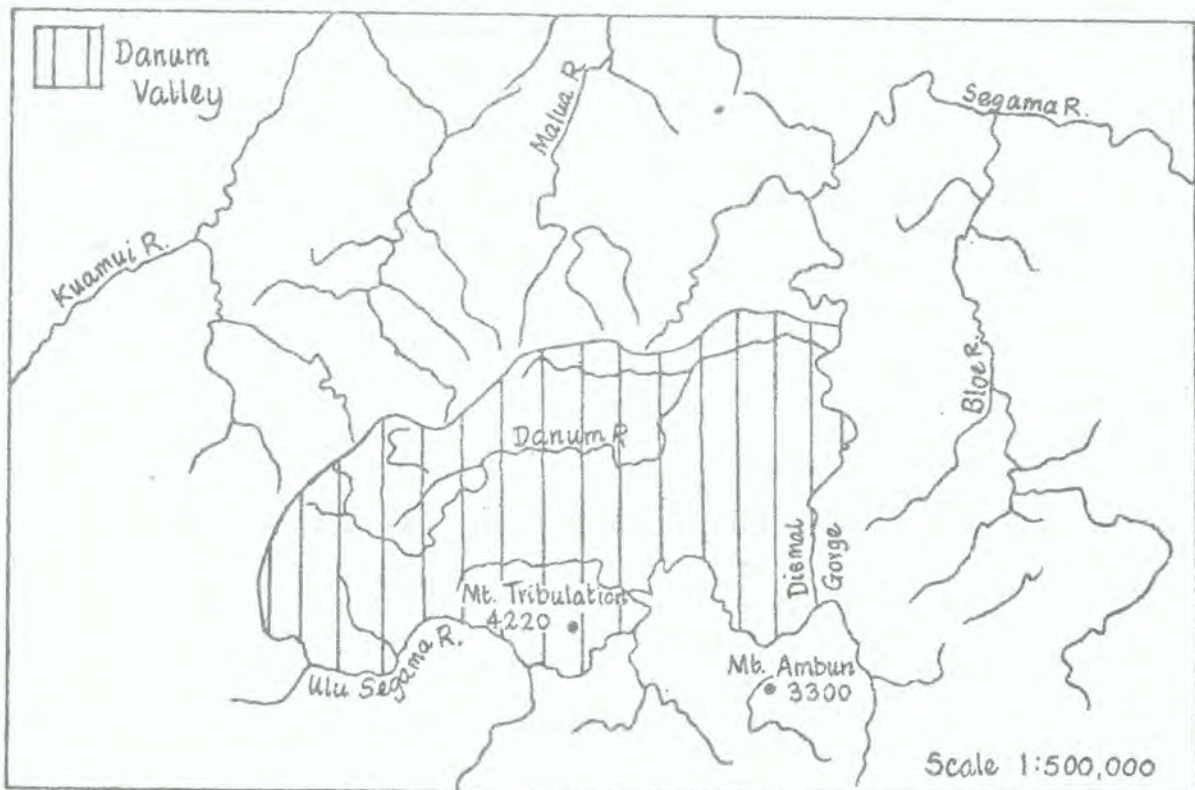 Danum
Valley
Malua R.
Segama R.
Kuamui R.
Bloe R.
Danum R
Dismal
Gorge
Mt. Tribulation
4220
Ulu Segama R.
Mt. Ambun
3300
Scale 1:500,000